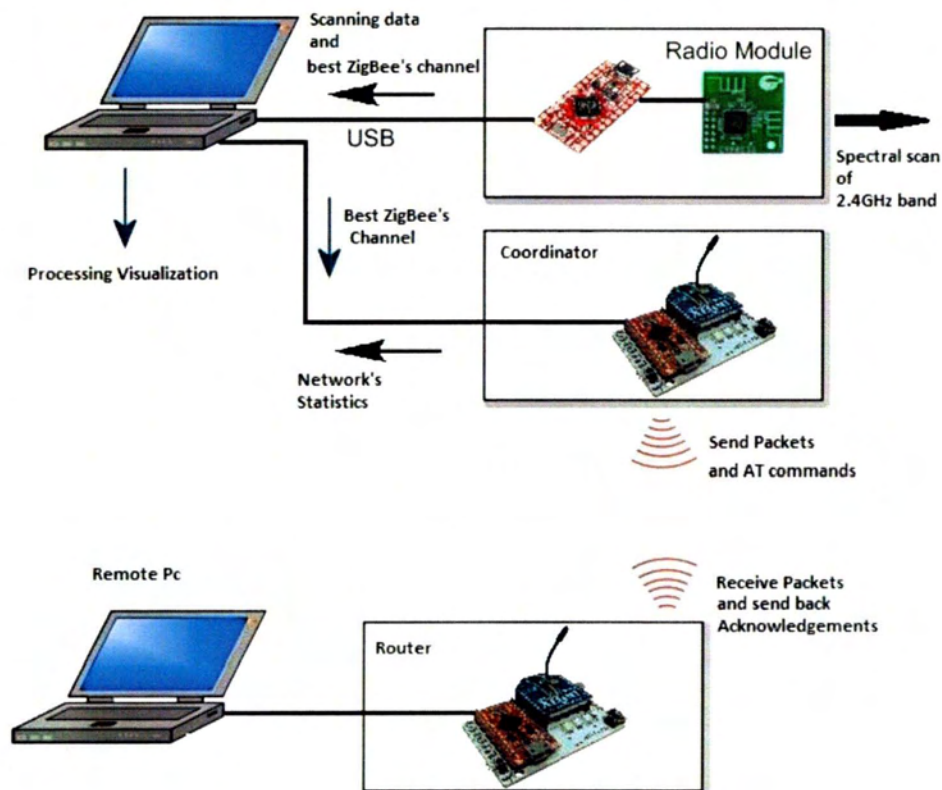 Scanning data
and
best ZigBee's channel
Radio Module
USB
Spectral scan
of
2.4GHz band
Best ZigBee's
Channel
Processing Visualization
Coordinator
Network's
Statistics
Send Packets
and AT commands
Remote Pc
Receive Packets
and send back
Acknowledgements
Router